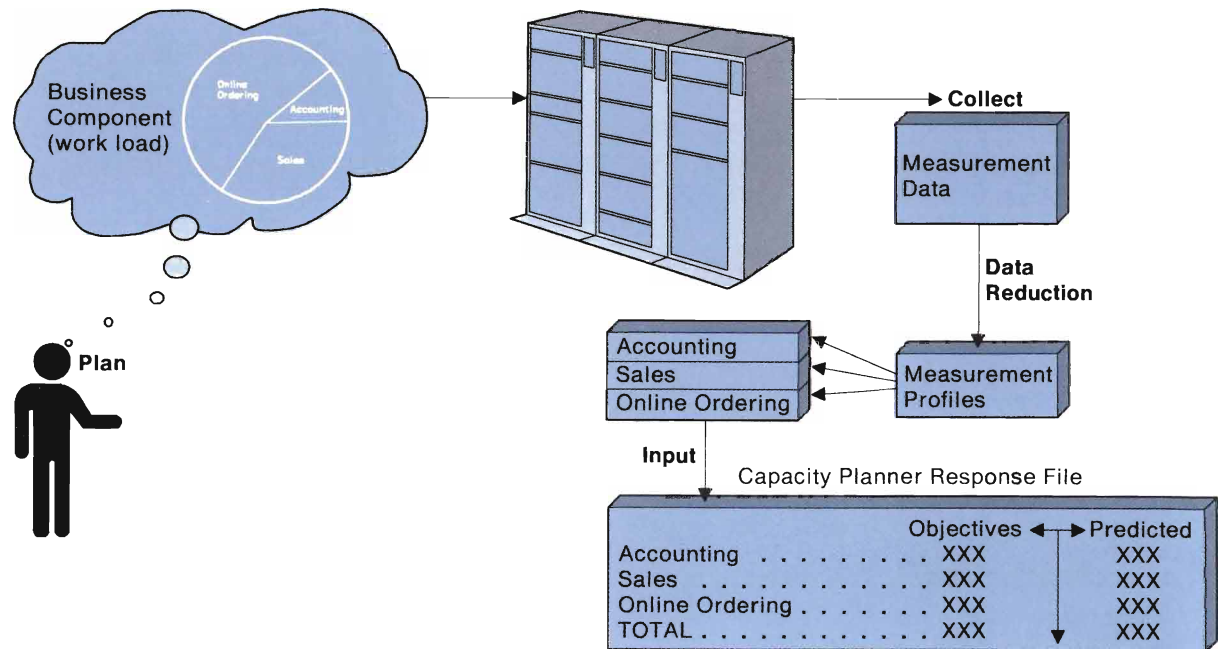 Business
Component
(work load)
Online
Ordering
Accounting
Sales
Collect
Measurement
Data
Data
Reduction
Plan
Accounting
Sales
Online Ordering
Measurement
Profiles
Input
Capacity Planner Response File
Objectives Predicted
Accounting . . . . . . . . . . XXX XXX
Sales . . . . . . . . . . . . . XXX XXX
Online Ordering . . . . . . . XXX XXX
TOTAL . . . . . . . . . . . . XXX XXX